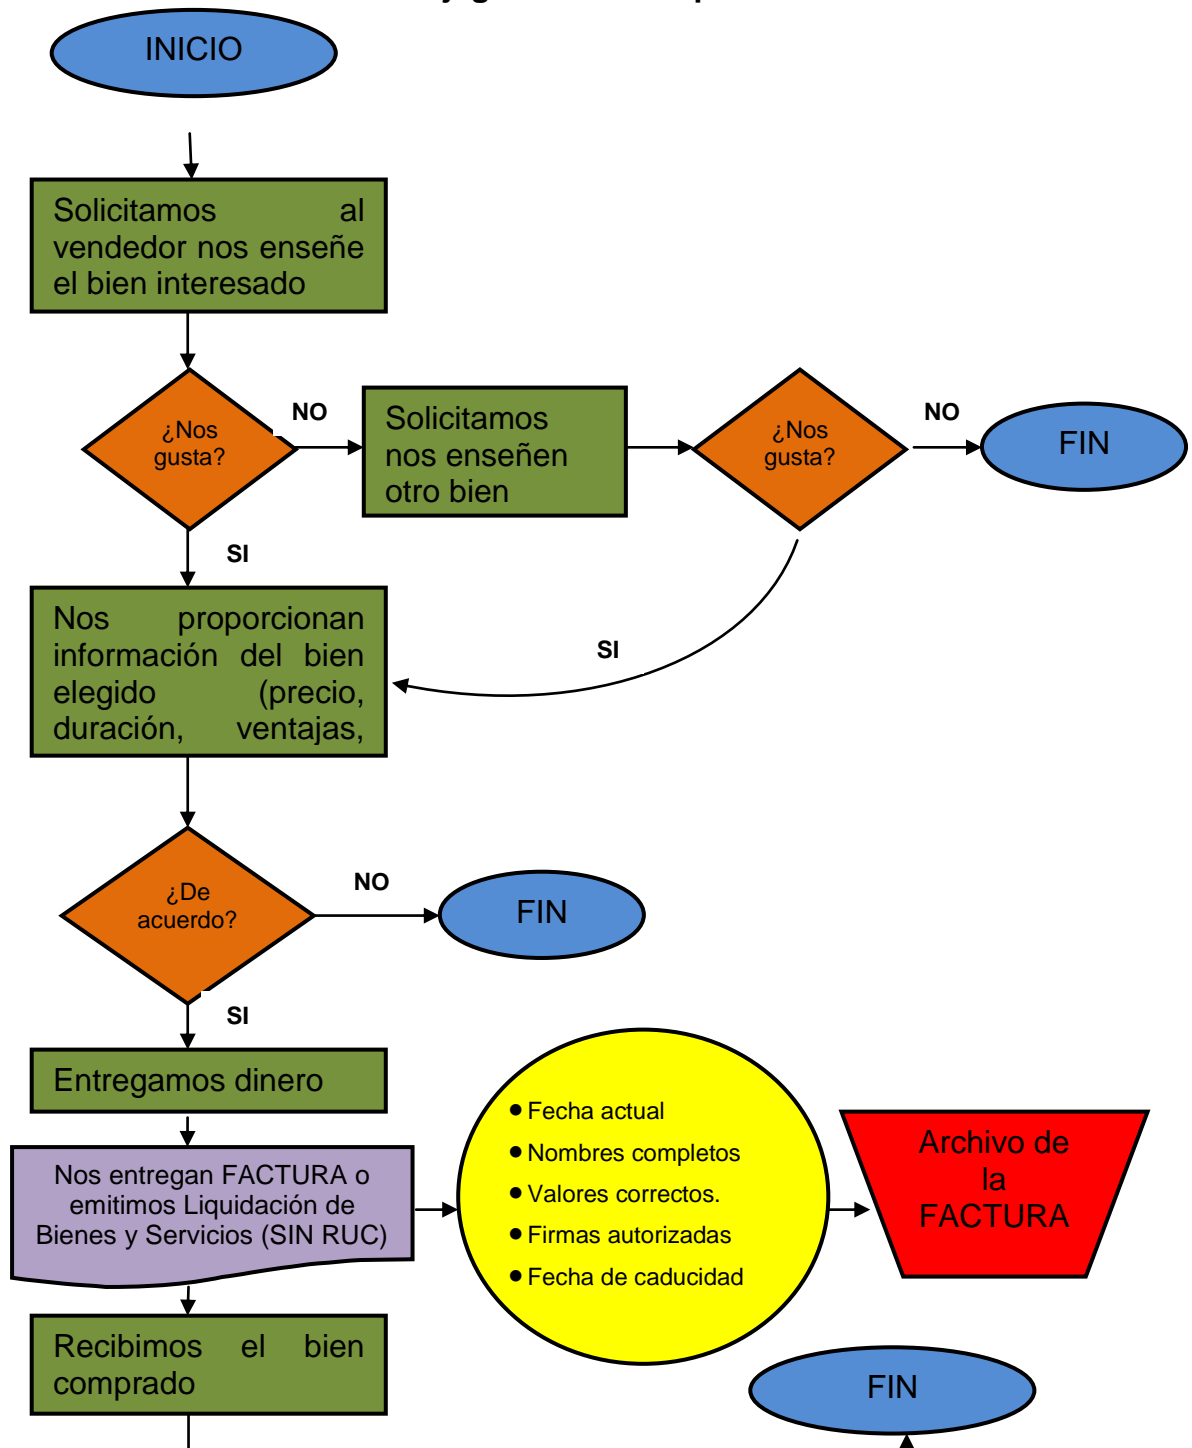 INICIO
Solicitamos al
vendedor nos enseñe
el bien interesado
¿Nos
gusta?
NO
Solicitamos
nos enseñen
otro bien
¿Nos
gusta?
NO
FIN
SI
SI
Nos proporcionan
información del bien
elegido (precio,
duración, ventajas,
¿De
acuerdo?
NO
FIN
SI
Entregamos dinero
Nos entregan FACTURA o
emitimos Liquidación de
Bienes y Servicios (SIN RUC)
• Fecha actual
• Nombres completos
• Valores correctos.
• Firmas autorizadas
• Fecha de caducidad
Archivo de
la
FACTURA
Recibimos el bien
comprado
FIN